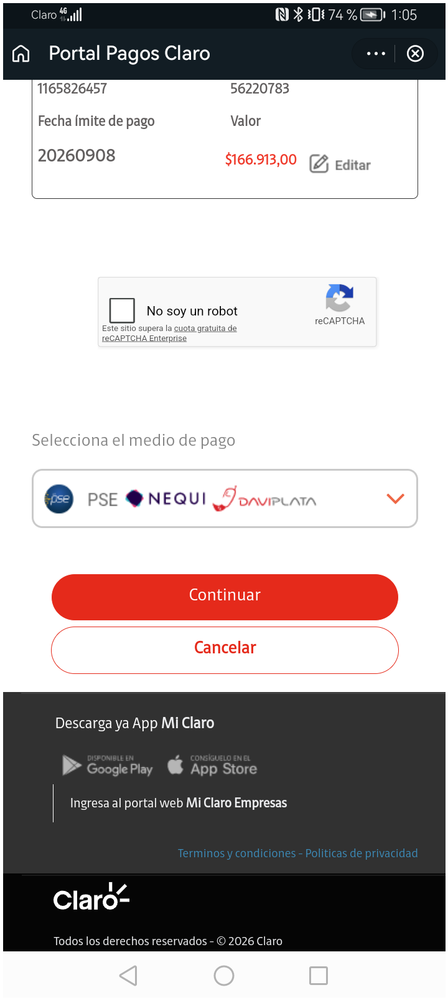 Claro 4G 74 % 1:05
Portal Pagos Claro
1165826457 56220783
Fecha ímite de pago Valor
20260908 $166.913,00 Editar
No soy un robot
reCAPTCHA
Este sitio supera la cuota gratuita de
reCAPTCHA Enterprise
Selecciona el medio de pago
pse PSE NEQUI DAVIPLATA
Continuar
Cancelar
Descarga ya App Mi Claro
DISPONIBLE EN CONSÍGUELO EN EL
Google Play App Store
Ingresa al portal web Mi Claro Empresas
Terminos y condiciones - Politicas de privacidad
Claro
Todos los derechos reservados - © 2026 Claro